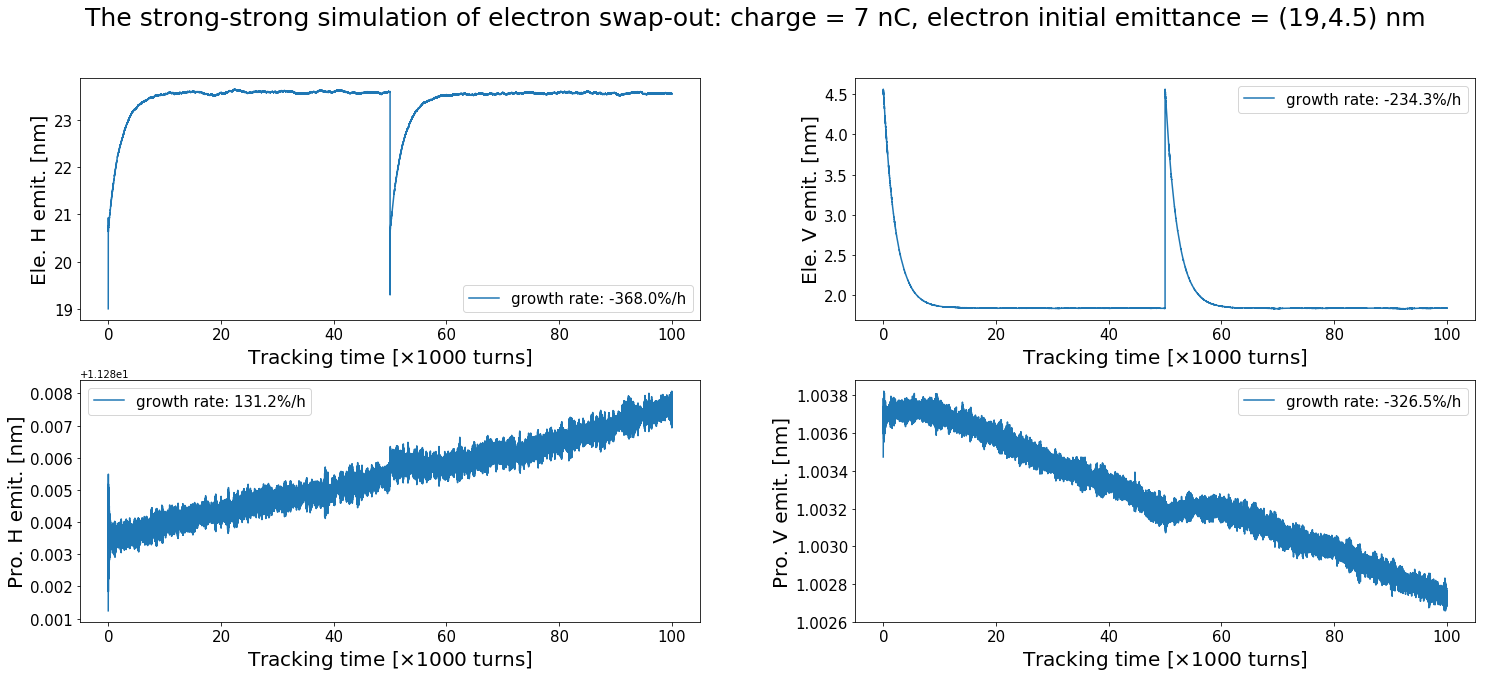 The strong-strong simulation of electron swap-out: charge = 7 nC, electron initial emittance = (19,4.5) nm
Ele. H emit. [nm]
23
22
21
20
19
growth rate: -368.0%/h
0 20 40 60 80 100
Tracking time [×1000 turns]
Ele. V emit. [nm]
4.5
4.0
3.5
3.0
2.5
2.0
growth rate: -234.3%/h
0 20 40 60 80 100
Tracking time [×1000 turns]
+1.128e1
Pro. H emit. [nm]
0.008
0.007
0.006
0.005
0.004
0.003
0.002
0.001
growth rate: 131.2%/h
0 20 40 60 80 100
Tracking time [×1000 turns]
Pro. V emit. [nm]
1.0038
1.0036
1.0034
1.0032
1.0030
1.0028
1.0026
growth rate: -326.5%/h
0 20 40 60 80 100
Tracking time [×1000 turns]